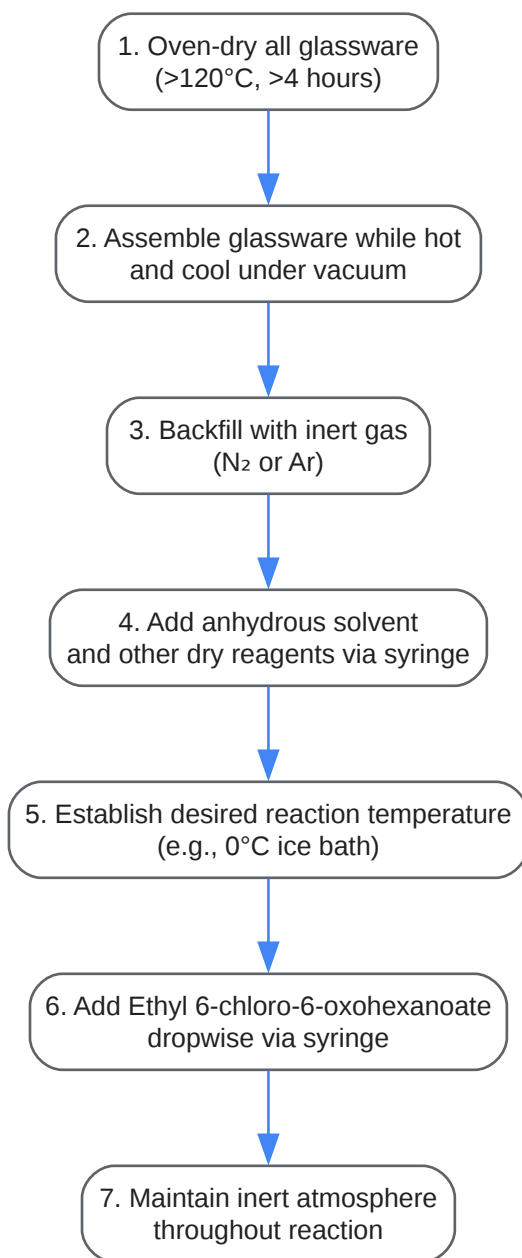 1. Oven-dry all glassware
(>120°C, >4 hours)
2. Assemble glassware while hot
and cool under vacuum
3. Backfill with inert gas
(N₂ or Ar)
4. Add anhydrous solvent
and other dry reagents via syringe
5. Establish desired reaction temperature
(e.g., 0°C ice bath)
6. Add Ethyl 6-chloro-6-oxohexanoate
dropwise via syringe
7. Maintain inert atmosphere
throughout reaction